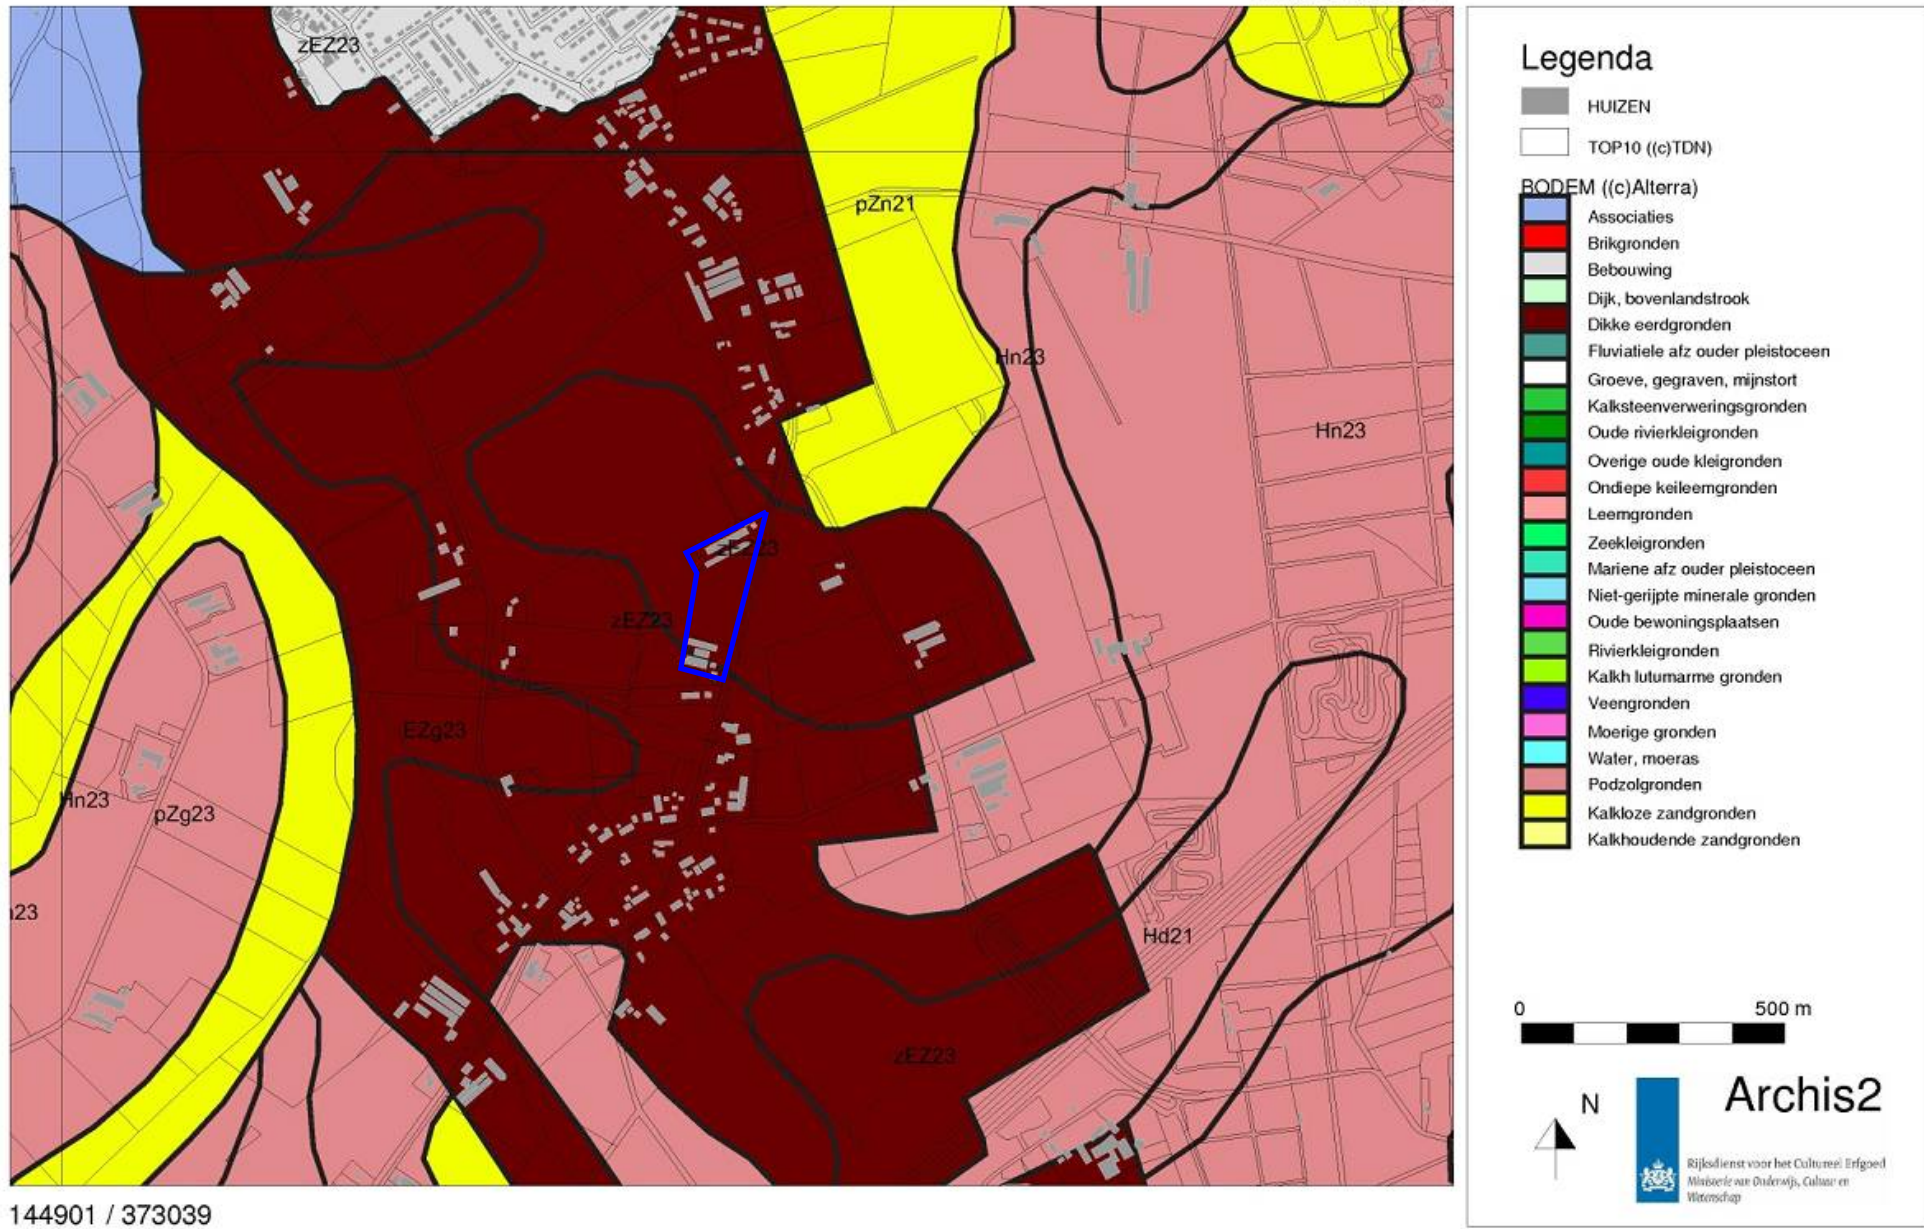 zEZ23
pZn21
Hn23
Hn23
zEZ23
zEZ23
EZg23
Hn23
pZg23
n23
Hd21
zEZ23
144901 / 373039
Legenda
HUIZEN
TOP10 ((c)TDN)
BODEM ((c)Alterra)
Associaties
Brikgronden
Bebouwing
Dijk, bovenlandstrook
Dikke eerdgronden
Fluviatiele afz ouder pleistoceen
Groeve, gegraven, mijnstort
Kalksteenverweringsgronden
Oude rivierkleigronden
Overige oude kleigronden
Ondiepe keileemgronden
Leemgronden
Zeekleigronden
Mariene afz ouder pleistoceen
Niet-gerijpte minerale gronden
Oude bewoningsplaatsen
Rivierkleigronden
Kalkh lutumarme gronden
Veengronden
Moerige gronden
Water, moeras
Podzolgronden
Kalkloze zandgronden
Kalkhoudende zandgronden
0 500 m
N
Archis2
Rijksdienst voor het Cultureel Erfgoed
Ministerie van Onderwijs, Cultuur en
Wetenschap